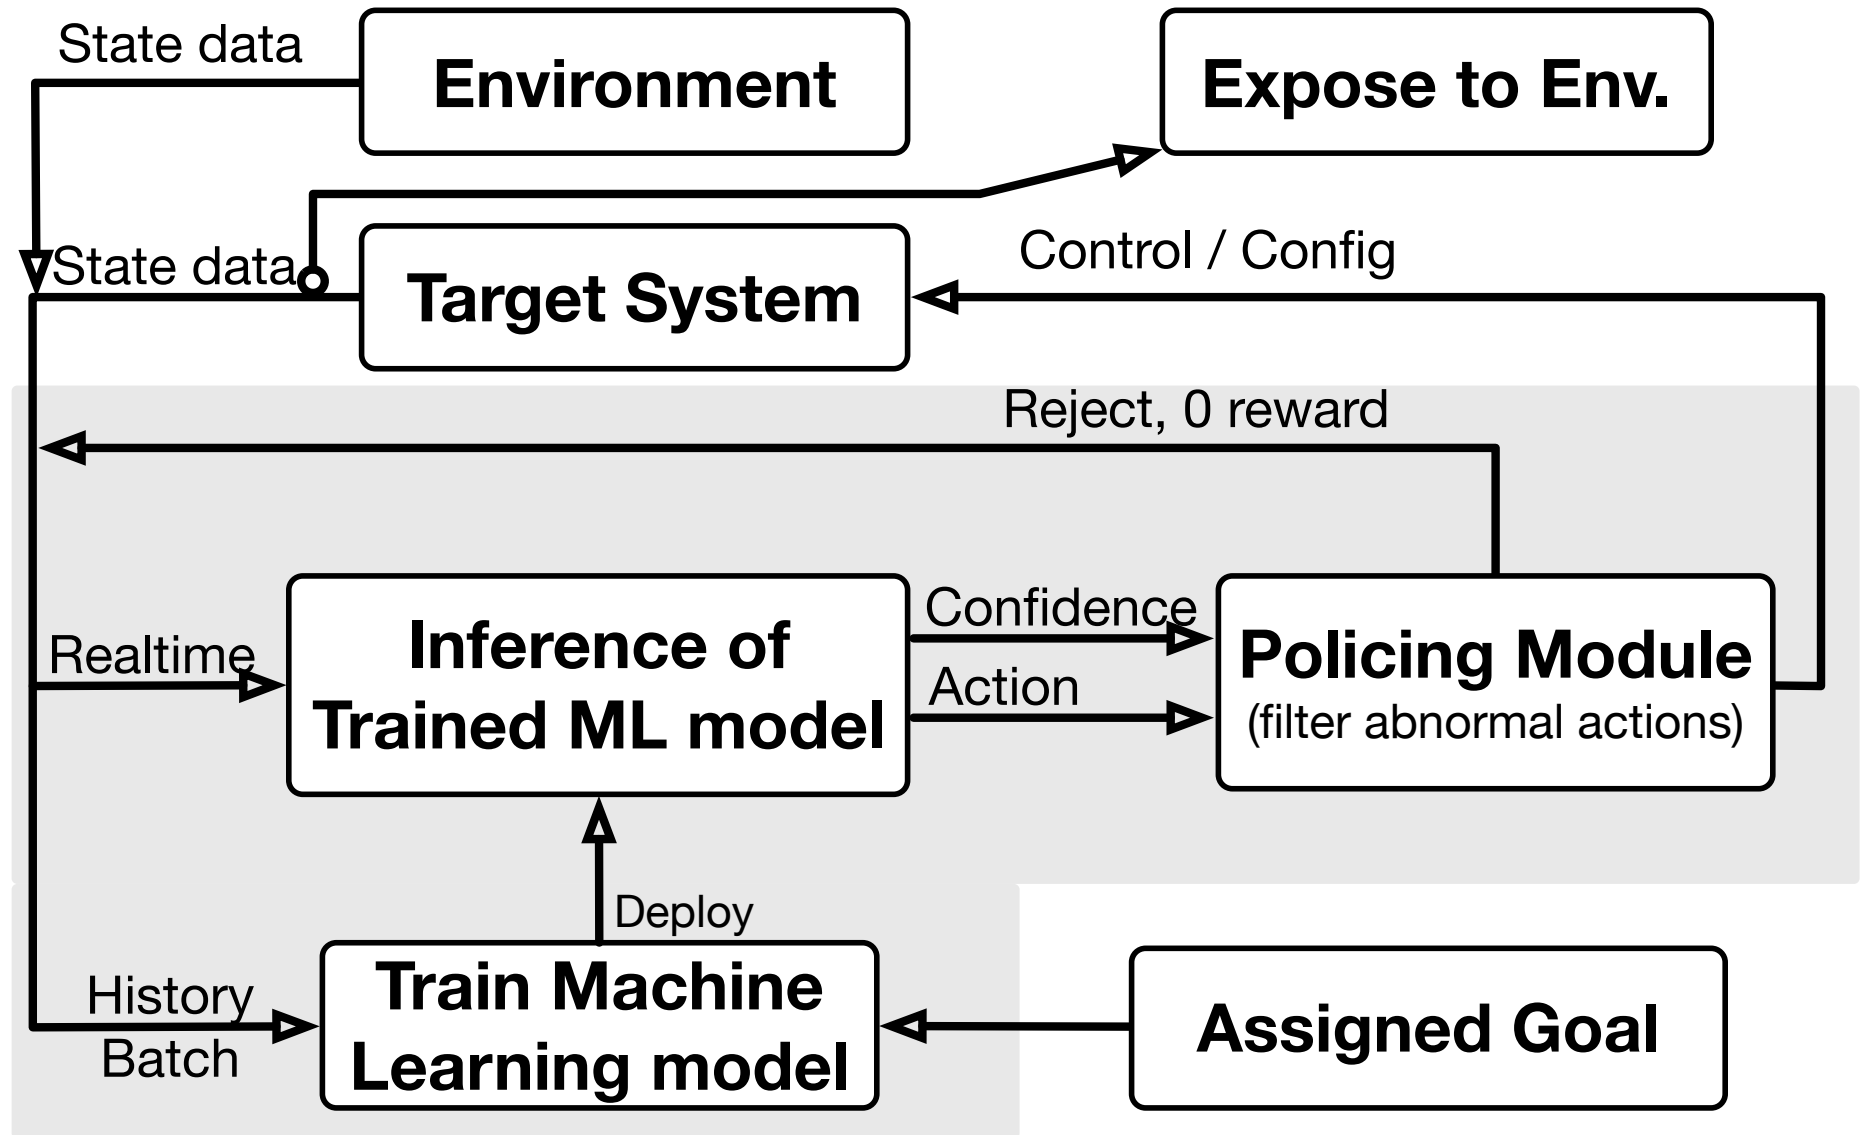 State data
Environment
Expose to Env.
State data
Target System
Control / Config
Reject, 0 reward
Realtime
Inference of
Trained ML model
Confidence
Action
Policing Module
(filter abnormal actions)
Deploy
History
Batch
Train Machine
Learning model
Assigned Goal